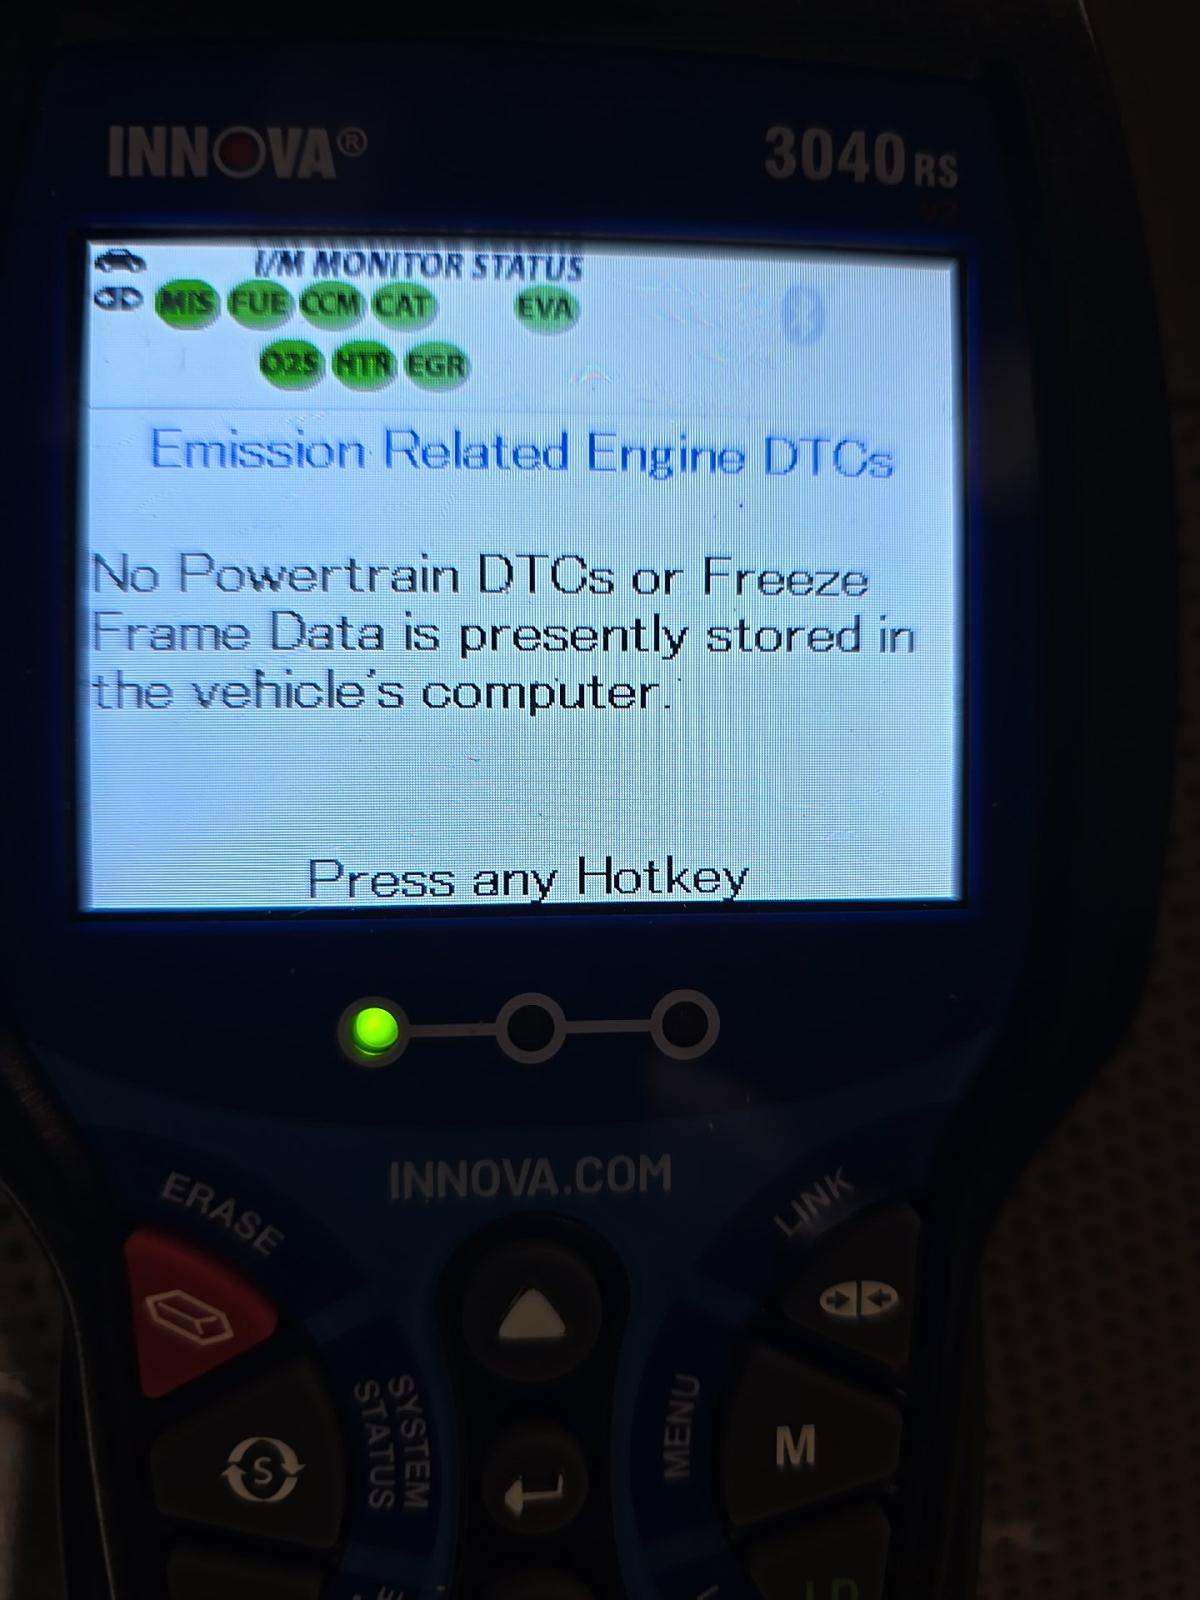 INNOVA®
3040RS
V2
I/M MONITOR STATUS
MIS FUE CCM CAT EVA
O2S HTR EGR
Emission Related Engine DTCs
No Powertrain DTCs or Freeze
Frame Data is presently stored in
the vehicle's computer.
Press any Hotkey
INNOVA.COM
ERASE
LINK
SYSTEM
STATUS
S
MENU
M